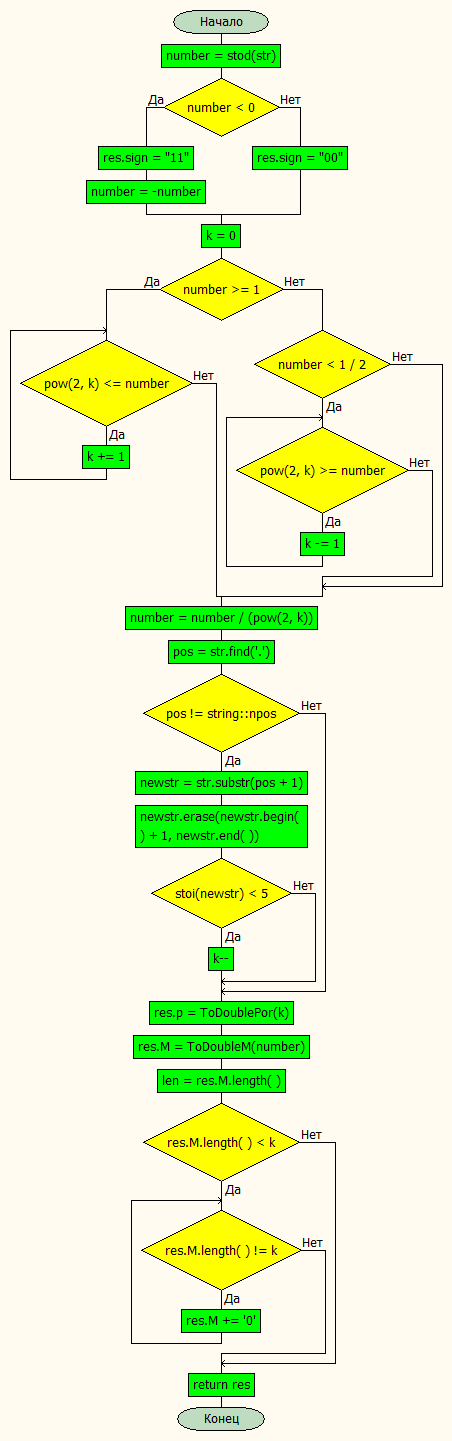 Начало
number = stod(str)
Да
number < 0
Нет
res.sign = "11"
res.sign = "00"
number = -number
k = 0
Да
number >= 1
Нет
number < 1 / 2
Нет
pow(2, k) <= number
Нет
Да
Да
k += 1
pow(2, k) >= number
Нет
Да
k -= 1
number = number / (pow(2, k))
pos = str.find('.')
pos != string::npos
Нет
Да
newstr = str.substr(pos + 1)
newstr.erase(newstr.begin(
) + 1, newstr.end( ))
stoi(newstr) < 5
Нет
Да
k--
res.p = ToDoublePor(k)
res.M = ToDoubleM(number)
len = res.M.length( )
res.M.length( ) < k
Нет
Да
res.M.length( ) != k
Нет
Да
res.M += '0'
return res
Конец